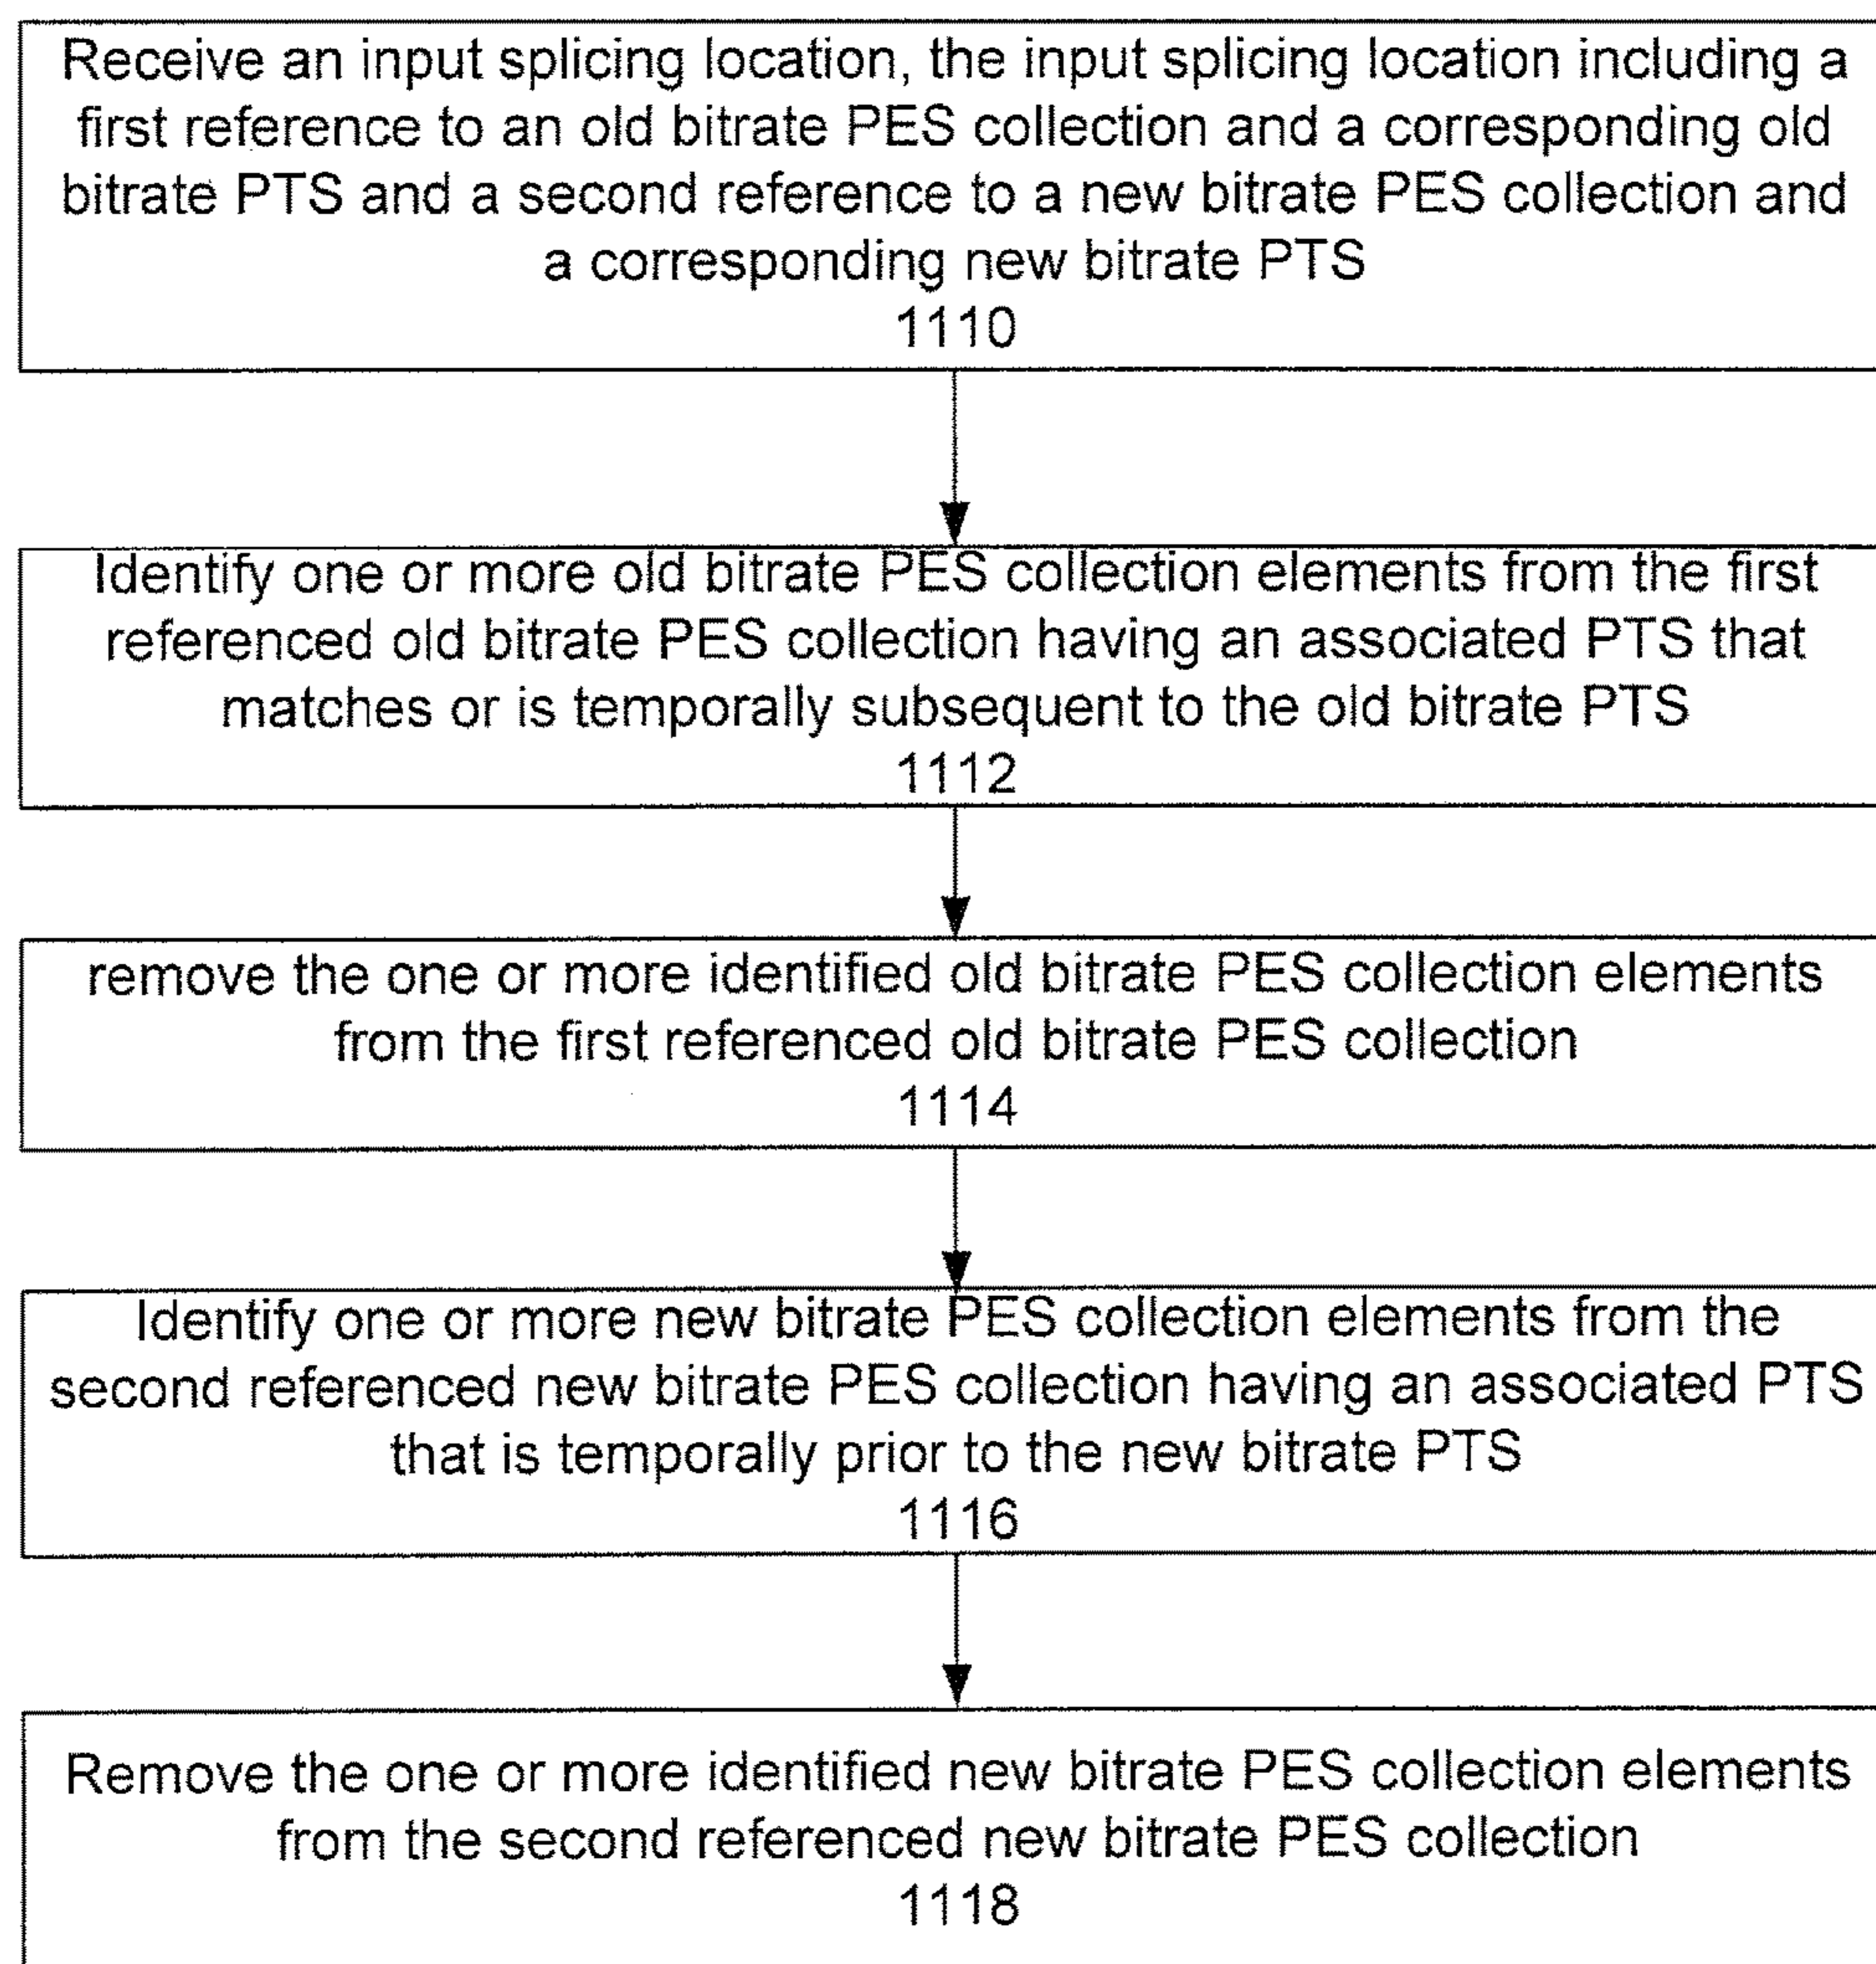 Receive an input splicing location, the input splicing location including a
first reference to an old bitrate PES collection and a corresponding old
bitrate PTS and a second reference to a new bitrate PES collection and
a corresponding new bitrate PTS
1110
Identify one or more old bitrate PES collection elements from the first
referenced old bitrate PES collection having an associated PTS that
matches or is temporally subsequent to the old bitrate PTS
1112
remove the one or more identified old bitrate PES collection elements
from the first referenced old bitrate PES collection
1114
Identify one or more new bitrate PES collection elements from the
second referenced new bitrate PES collection having an associated PTS
that is temporally prior to the new bitrate PTS
1116
Remove the one or more identified new bitrate PES collection elements
from the second referenced new bitrate PES collection
1118